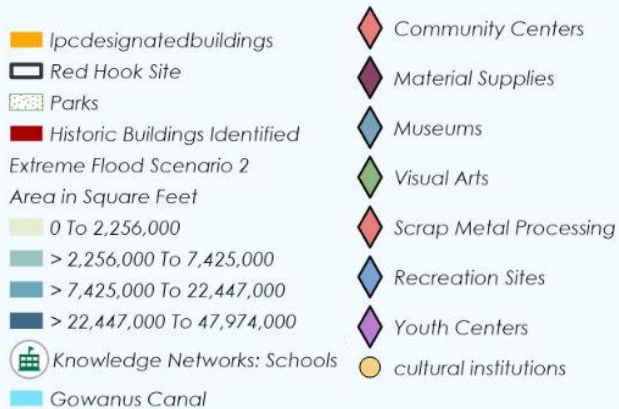 lpcdesignatedbuildings
Red Hook Site
Parks
Historic Buildings Identified
Extreme Flood Scenario 2
Area in Square Feet
0 To 2,256,000
> 2,256,000 To 7,425,000
> 7,425,000 To 22,447,000
> 22,447,000 To 47,974,000
Knowledge Networks: Schools
Gowanus Canal
Community Centers
Material Supplies
Museums
Visual Arts
Scrap Metal Processing
Recreation Sites
Youth Centers
cultural institutions